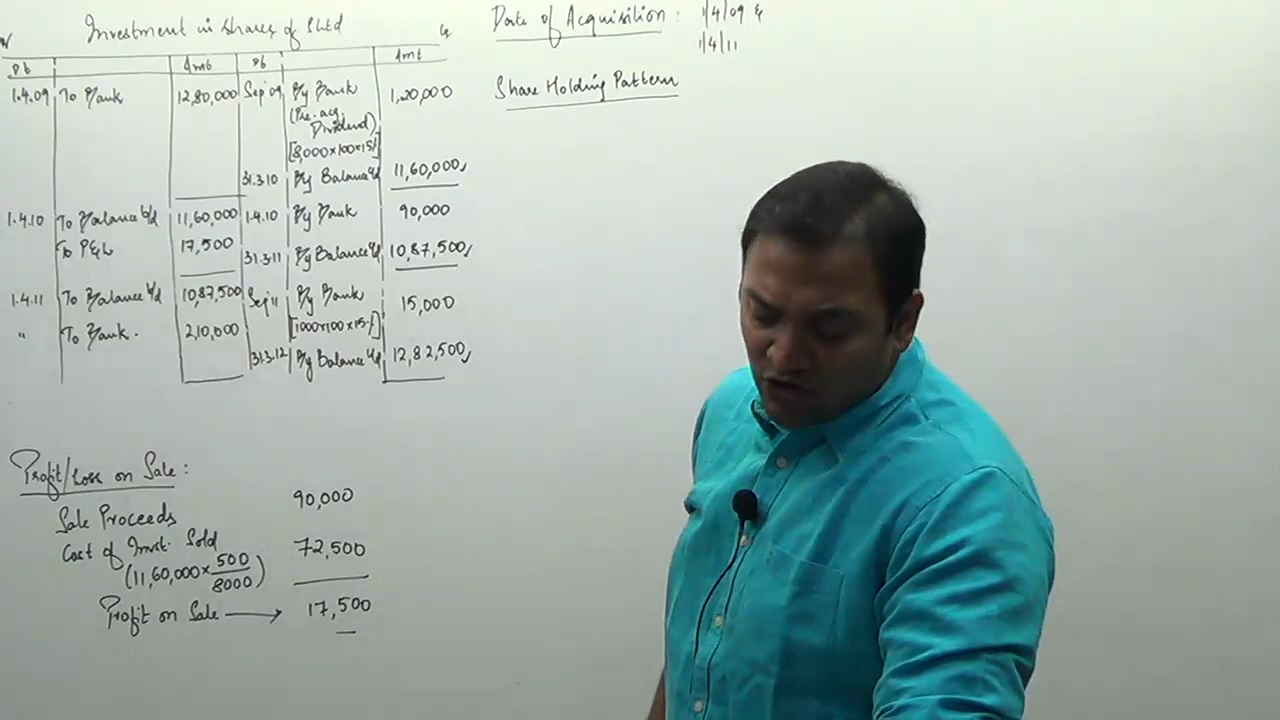 Investment in Shares of S Ltd
Dt Amt Dt Amt
1.4.09 To Bank 12,80,000 Sep'09 By Bank 1,20,000
(Pre-acq. Dividend)
[8,000×100×15%]
31.3.10 By Balance c/d 11,60,000
1.4.10 To Balance b/d 11,60,000 1.4.10 By Bank 90,000
To P&L 17,500 31.3.11 By Balance c/d 10,87,500
1.4.11 To Balance b/d 10,87,500 Sep'11 By Bank 15,000
" To Bank. 2,10,000 [1000×100×15%]
31.3.12 By Balance c/d 12,82,500
Profit/Loss on Sale:
Sale Proceeds 90,000
Cost of Invst. Sold 72,500
(11,60,000 × 500/8000)
Profit on Sale → 17,500
Date of Acquisition: 1/4/09 &
1/4/11
Share Holding Pattern